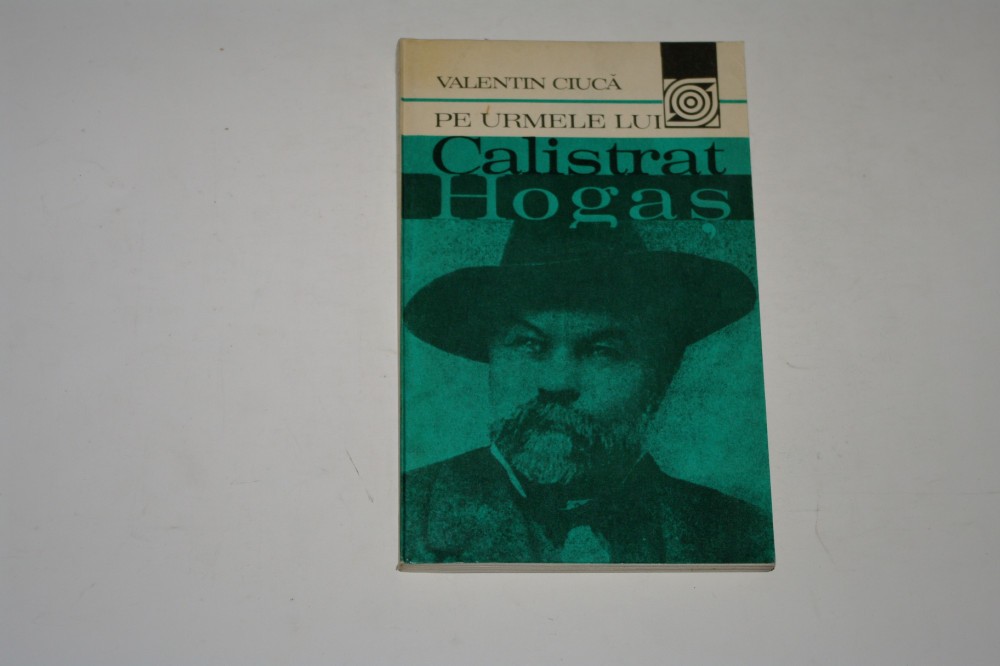 VALENTIN CIUCĂ
PE URMELE LUI
Calistrat
Hogaș